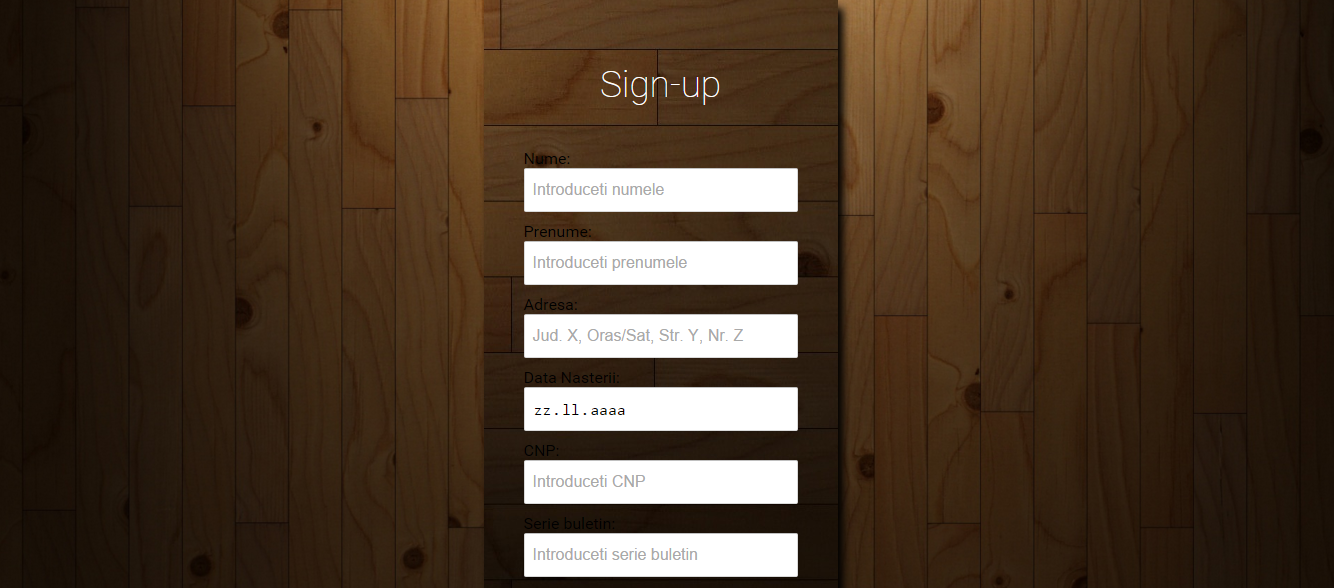 Sign-up
Nume:
Introduceti numele
Prenume:
Introduceti prenumele
Adresa:
Jud. X, Oras/Sat, Str. Y, Nr. Z
Data Nasterii:
zz.ll.aaaa
CNP:
Introduceti CNP
Serie buletin:
Introduceti serie buletin